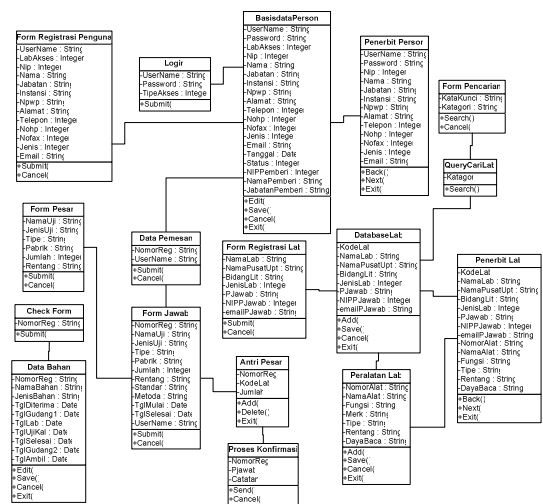 Form Registrasi Penguna
-UserName : String
-LabAkses : Integer
-Nip : Integer
-Nama : String
-Jabatan : String
-Instansi : String
-Npwp : String
-Alamat : String
-Telepon : Integer
-Nohp : Integer
-Nofax : Integer
-Jenis : Integer
-Email : String
+Submit(
+Cancel(
Login
-UserName : String
-Password : String
-TipeAkses : Integer
+Submit(
BasisdataPerson
-UserName : String
-Password : String
-LabAkses : Integer
-Nip : Integer
-Nama : String
-Jabatan : String
-Instansi : String
-Npwp : String
-Alamat : String
-Telepon : Integer
-Nohp : Integer
-Nofax : Integer
-Jenis : Intege
-Email : String
-Tanggal : Date
-Status : Integer
-NIPPemberi : Integer
-NamaPemberi : String
-JabatanPemberi : String
+Edit(
+Save(
+Cancel(
+Exit(
Penerbit Person
-UserName : String
-Password : String
-Nip : Integer
-Nama : String
-Jabatan : String
-Instansi : String
-Npwp : String
-Alamat : String
-Telepon : Integer
-Nohp : Integer
-Nofax : Integer
-Jenis : Intege
-Email : String
+Back()
+Next(
+Exit(
Form Pencarian
-KataKunci : String
-Katagori : String
+Search()
+Cancel(
QueryCariLab
-Katagori
+Search()
Form Pesan
-NamaUji : String
-JenisUji : String
-Tipe : String
-Pabrik : String
-Jumlah : Integer
-Rentang : String
+Submit(
+Cancel(
Data Pemesan
-NomorReg : String
-UserName : String
+Submit(
+Cancel(
Form Registrasi Lab
-NamaLab : String
-NamaPusatUpt : String
-BidangLit : String
-JenisLab : Integer
-PJawab : String
-NIPPJawab : Integer
-emailPJawab : String
+Submit(
+Cancel(
DatabaseLab
-KodeLab
-NamaLab : String
-NamaPusatUpt : String
-BidangLit : String
-JenisLab : Integer
-PJawab : String
-NIPPJawab : Integer
-emailPJawab : String
+Add(
+Save(
+Cancel(
+Exit(
Penerbit Lab
-KodeLab
-NamaLab : String
-NamaPusatUpt : String
-BidangLit : String
-JenisLab : Integer
-PJawab : String
-NIPPJawab : Integer
-emailPJawab : String
-NomorAlat : String
-NamaAlat : String
-Fungsi : String
-Tipe : String
-Rentang : String
-DayaBaca : String
+Back()
+Next(
+Exit(
Check Form
-NomorReg : String
+Submit(
Data Bahan
-NomorReg : String
-NamaBahan : String
-JenisBahan : String
-TglDiterima : Date
-TglGudang1 : Date
-TglLab : Date
-TglUjiKal : Date
-TglSelesai : Date
-TglGudang2 : Date
-TglAmbil : Date
+Edit(
+Save(
+Cancel(
+Exit(
Form Jawab
-NomorReg : String
-NamaUji : String
-JenisUji : String
-Tipe : String
-Pabrik : String
-Jumlah : Integer
-Rentang : String
-Standar : String
-Metoda : String
-TglMulai : Date
-TglSelesai : Date
-UserName : String
+Submit(
+Cancel(
Antri Pesan
-NomorReg
-KodeLab
-Jumlah
+Add(
+Delete(
+Exit(
Proses Konfirmasi
-NomorReg
-Pjawab
-Catatan
+Send(
+Cancel(
Peralatan Lab
-NomorAlat : String
-NamaAlat : String
-Fungsi : String
-Merk : String
-Tipe : String
-Rentang : String
-DayaBaca : String
+Add(
+Save(
+Cancel(
+Exit(